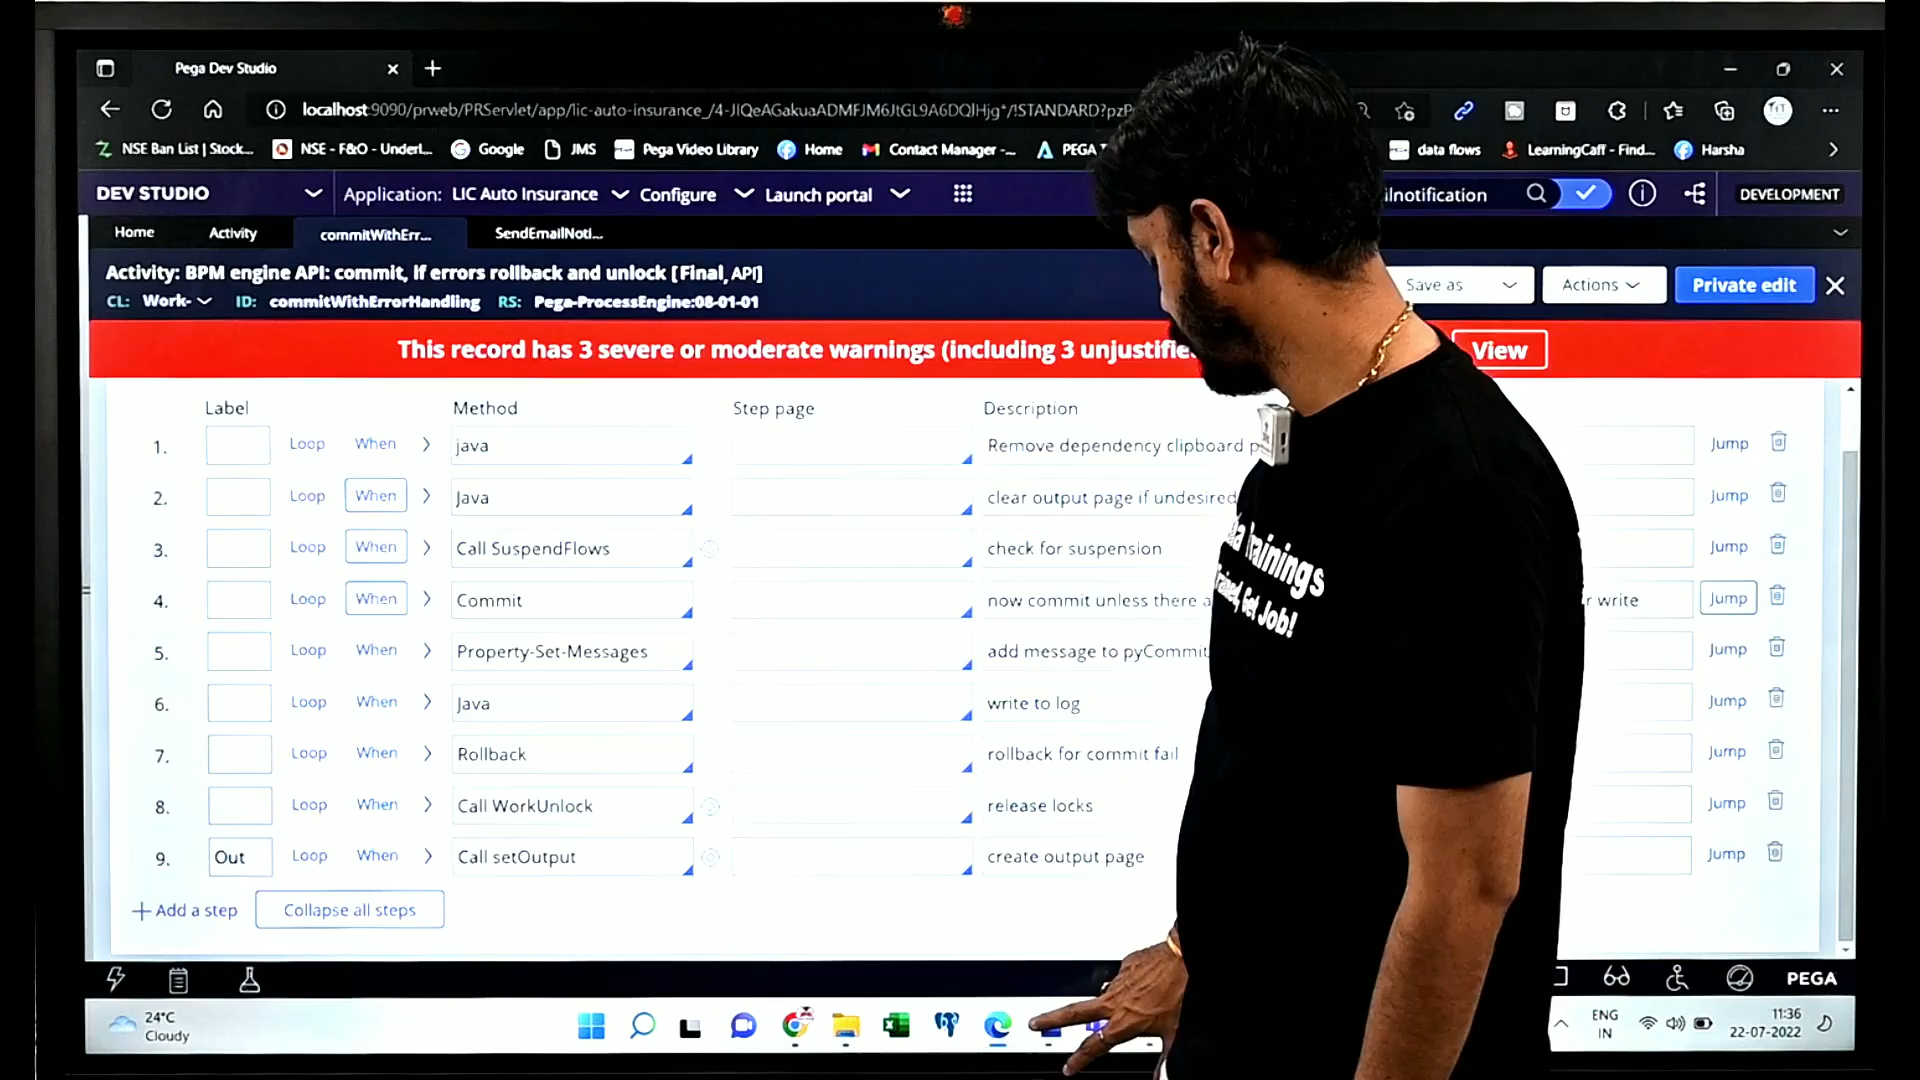 Pega Dev Studio
localhost:9090/prweb/PRServlet/app/lic-auto-insurance_/4-JIQeAGakuaADMFJM6JtGL9A6DQlHjg*/!STANDARD?pzP
NSE Ban List | Stock... NSE - F&O - Underl... Google JMS Pega Video Library Home Contact Manager -... PEGA data flows LearningCaff - Find... Harsha
DEV STUDIO Application: LIC Auto Insurance Configure Launch portal ilnotification DEVELOPMENT
Home Activity commitWithErr... SendEmailNoti...
Activity: BPM engine API: commit, if errors rollback and unlock [Final, API]
CL: Work- ID: commitWithErrorHandling RS: Pega-ProcessEngine:08-01-01
Save as Actions Private edit
This record has 3 severe or moderate warnings (including 3 unjustifie View
Label Method Step page Description
1. Loop When java Remove dependency clipboard p Jump
2. Loop When Java clear output page if undesired Jump
3. Loop When Call SuspendFlows check for suspension Jump
4. Loop When Commit now commit unless there a r write Jump
5. Loop When Property-Set-Messages add message to pyCommit Jump
6. Loop When Java write to log Jump
7. Loop When Rollback rollback for commit fail Jump
8. Loop When Call WorkUnlock release locks Jump
9. Out Loop When Call setOutput create output page Jump
+ Add a step Collapse all steps
rainings
Get Job!
PEGA
24°C
Cloudy
ENG
IN
11:36
22-07-2022